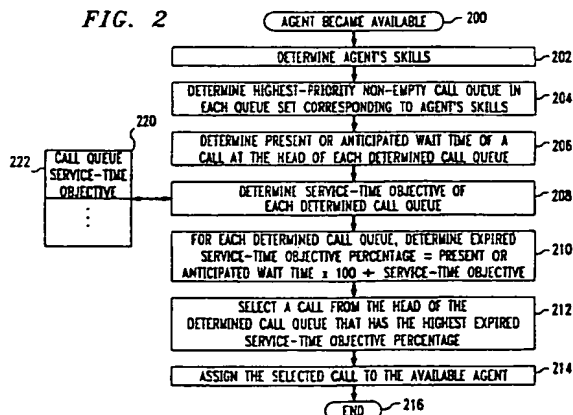 FIG. 2
AGENT BECAME AVAILABLE
200
DETERMINE AGENT'S SKILLS
202
DETERMINE HIGHEST-PRIORITY NON-EMPTY CALL QUEUE IN
EACH QUEUE SET CORRESPONDING TO AGENT'S SKILLS
204
DETERMINE PRESENT OR ANTICIPATED WAIT TIME OF A
CALL AT THE HEAD OF EACH DETERMINED CALL QUEUE
206
220
222
CALL QUEUE
SERVICE-TIME
OBJECTIVE
DETERMINE SERVICE-TIME OBJECTIVE OF
EACH DETERMINED CALL QUEUE
208
FOR EACH DETERMINED CALL QUEUE, DETERMINE EXPIRED
SERVICE-TIME OBJECTIVE PERCENTAGE = PRESENT OR
ANTICIPATED WAIT TIME x 100 ÷ SERVICE-TIME OBJECTIVE
210
SELECT A CALL FROM THE HEAD OF THE
DETERMINED CALL QUEUE THAT HAS THE HIGHEST EXPIRED
SERVICE-TIME OBJECTIVE PERCENTAGE
212
ASSIGN THE SELECTED CALL TO THE AVAILABLE AGENT
214
END
216